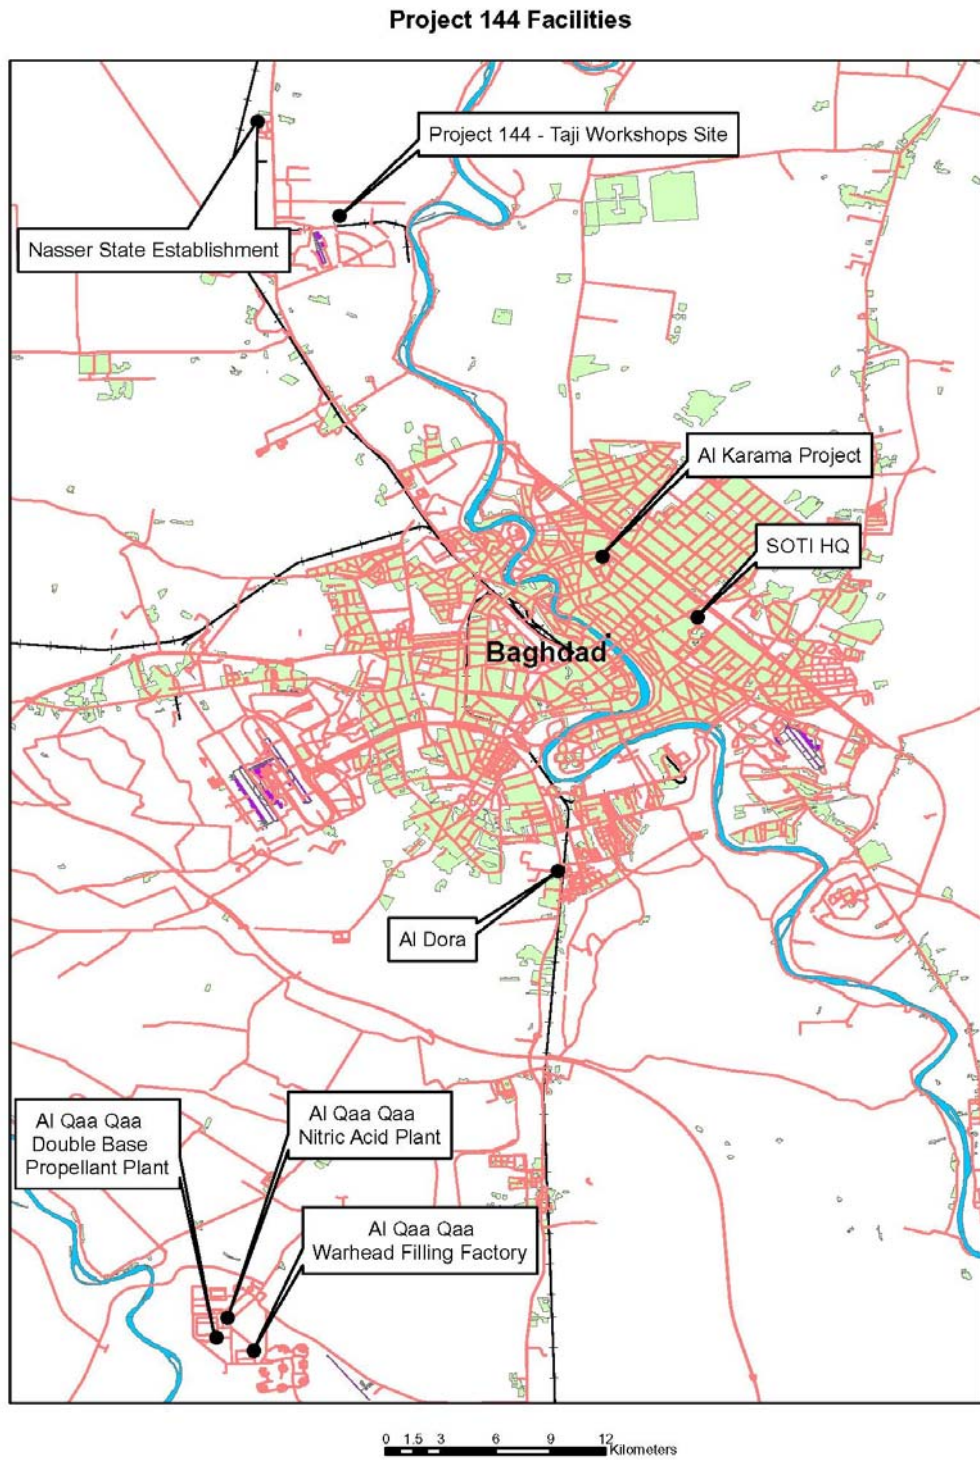 Project 144 Facilities
Project 144 - Taji Workshops Site
Nasser State Establishment
Al Karama Project
SOTI HQ
Baghdad
Al Dora
Al Qaa Qaa
Double Base
Propellant Plant
Al Qaa Qaa
Nitric Acid Plant
Al Qaa Qaa
Warhead Filling Factory
0 1.5 3 6 9 12
Kilometers